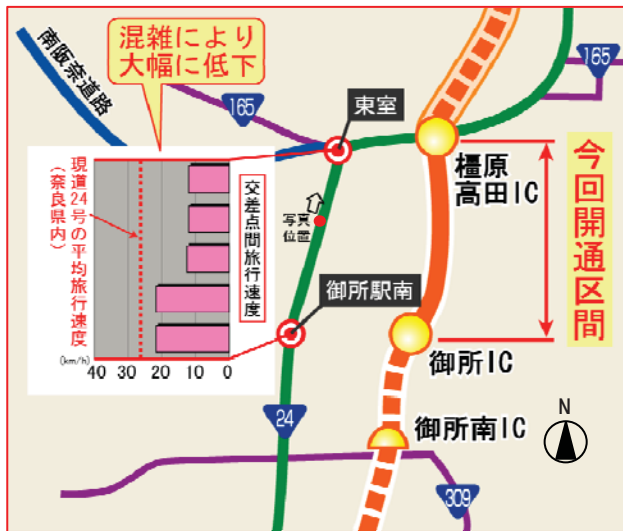 混雑により
大幅に低下
南阪奈道路
165
165
東室
橿原
高田IC
今回開通区間
現道24号の平均旅行速度
(奈良県内)
交差点間旅行速度
写真
位置
御所駅南
御所IC
(km/h)
40 30 20 10 0
24
御所南IC
N
309